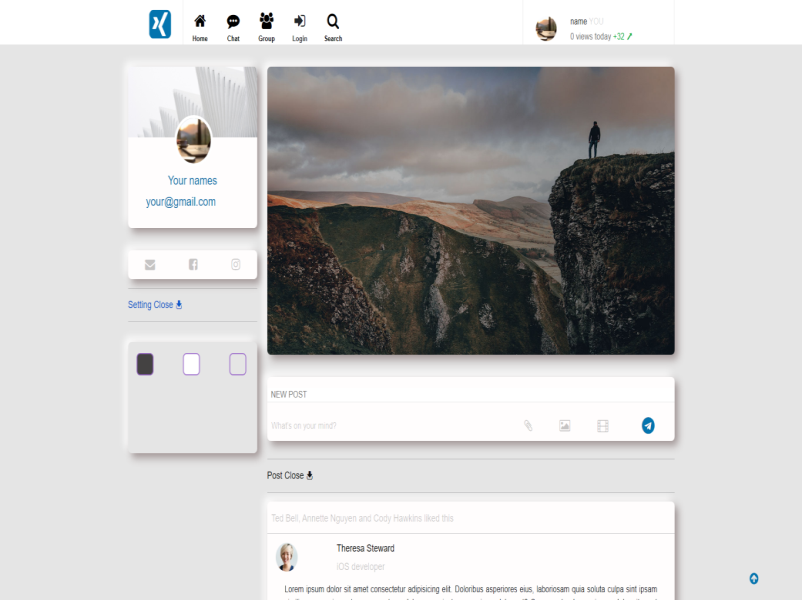 Home Chat Group Login Search
name YOU
0 views today +32
Your names
your@gmail.com
Setting Close
NEW POST
What's on your mind?
Post Close
Ted Bell, Annette Nguyen and Cody Hawkins liked this
Theresa Steward
iOS developer
Lorem ipsum dolor sit amet consectetur adipisicing elit. Doloribus asperiores eius, laboriosam quia soluta culpa sint ipsam